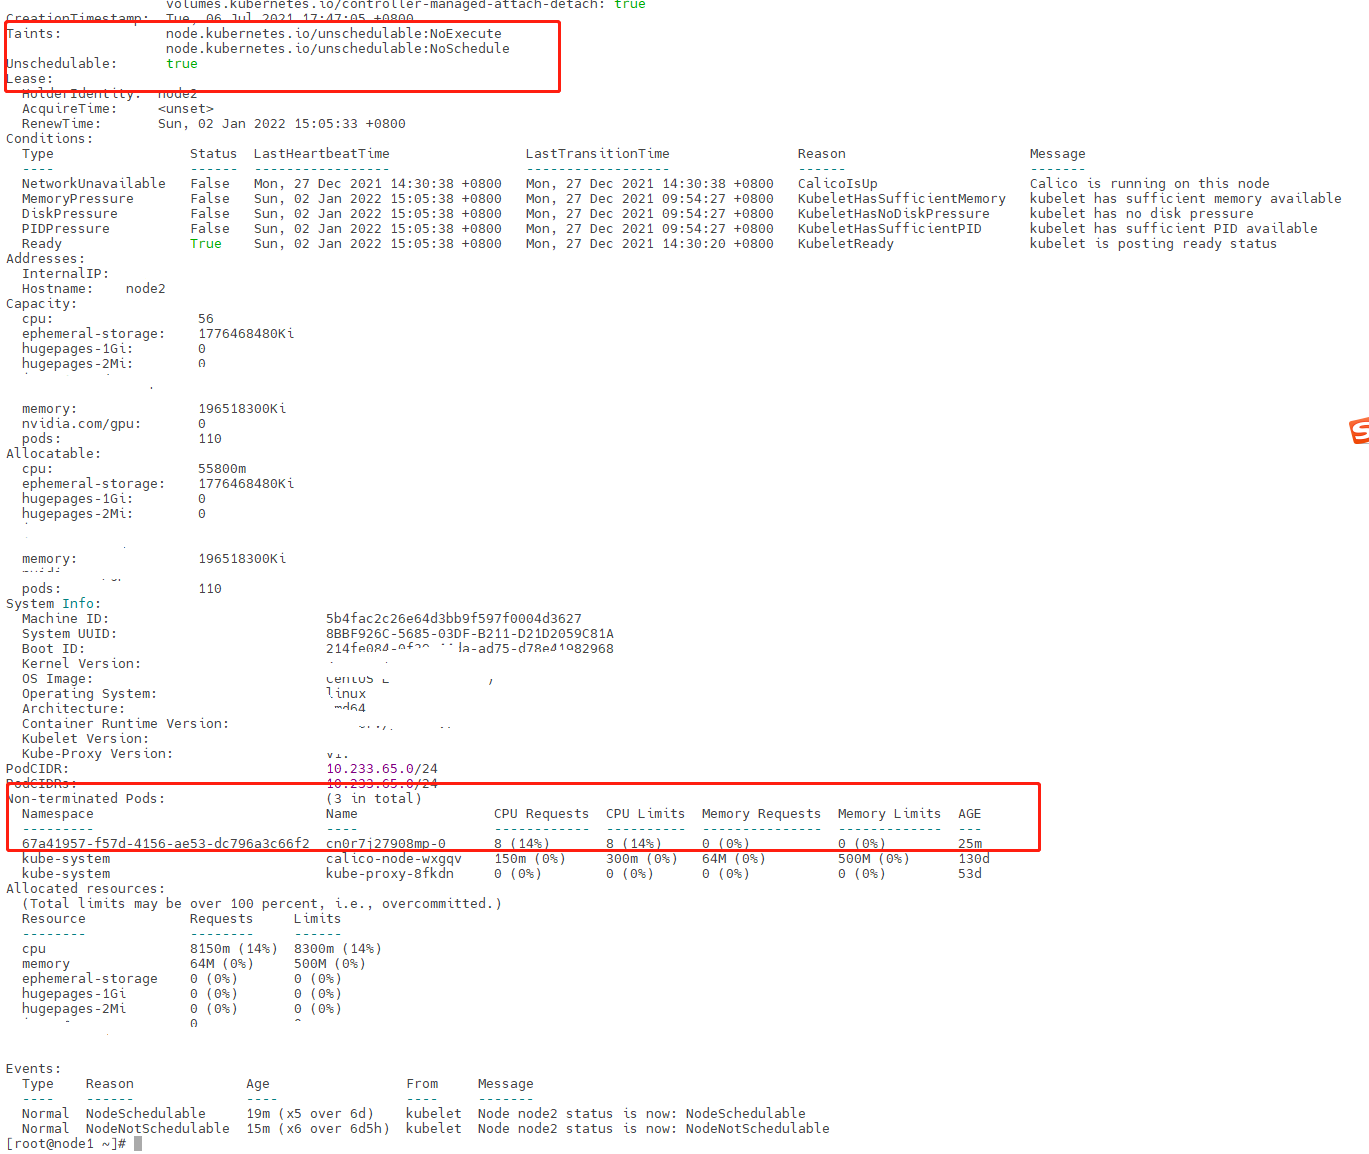 volumes.kubernetes.io/controller-managed-attach-detach: true
CreationTimestamp: Tue, 06 Jul 2021 17:47:05 +0800
Taints: node.kubernetes.io/unschedulable:NoExecute
node.kubernetes.io/unschedulable:NoSchedule
Unschedulable: true
Lease:
HolderIdentity: node2
AcquireTime: <unset>
RenewTime: Sun, 02 Jan 2022 15:05:33 +0800
Conditions:
Type Status LastHeartbeatTime LastTransitionTime Reason Message
---- ------ ----------------- ------------------ ------ -------
NetworkUnavailable False Mon, 27 Dec 2021 14:30:38 +0800 Mon, 27 Dec 2021 14:30:38 +0800 CalicoIsUp Calico is running on this node
MemoryPressure False Sun, 02 Jan 2022 15:05:38 +0800 Mon, 27 Dec 2021 09:54:27 +0800 KubeletHasSufficientMemory kubelet has sufficient memory available
DiskPressure False Sun, 02 Jan 2022 15:05:38 +0800 Mon, 27 Dec 2021 09:54:27 +0800 KubeletHasNoDiskPressure kubelet has no disk pressure
PIDPressure False Sun, 02 Jan 2022 15:05:38 +0800 Mon, 27 Dec 2021 09:54:27 +0800 KubeletHasSufficientPID kubelet has sufficient PID available
Ready True Sun, 02 Jan 2022 15:05:38 +0800 Mon, 27 Dec 2021 14:30:20 +0800 KubeletReady kubelet is posting ready status
Addresses:
InternalIP:
Hostname: node2
Capacity:
cpu: 56
ephemeral-storage: 1776468480Ki
hugepages-1Gi: 0
hugepages-2Mi: 0
memory: 196518300Ki
nvidia.com/gpu: 0
pods: 110
Allocatable:
cpu: 55800m
ephemeral-storage: 1776468480Ki
hugepages-1Gi: 0
hugepages-2Mi: 0
memory: 196518300Ki
pods: 110
System Info:
Machine ID: 5b4fac2c26e64d3bb9f597f0004d3627
System UUID: 8BBF926C-5685-03DF-B211-D21D2059C81A
Boot ID:
Kernel Version:
OS Image: CentOS
Operating System: linux
Architecture:
Container Runtime Version:
Kubelet Version:
Kube-Proxy Version:
PodCIDR: 10.233.65.0/24
PodCIDRs: 10.233.65.0/24
Non-terminated Pods: (3 in total)
Namespace Name CPU Requests CPU Limits Memory Requests Memory Limits AGE
--------- ---- ------------ ---------- --------------- ------------- ---
67a41957-f57d-4156-ae53-dc796a3c66f2 cn0r7j27908mp-0 8 (14%) 8 (14%) 0 (0%) 0 (0%) 25m
kube-system calico-node-wxgqv 150m (0%) 300m (0%) 64M (0%) 500M (0%) 130d
kube-system kube-proxy-8fkdn 0 (0%) 0 (0%) 0 (0%) 0 (0%) 53d
Allocated resources:
(Total limits may be over 100 percent, i.e., overcommitted.)
Resource Requests Limits
-------- -------- ------
cpu 8150m (14%) 8300m (14%)
memory 64M (0%) 500M (0%)
ephemeral-storage 0 (0%) 0 (0%)
hugepages-1Gi 0 (0%) 0 (0%)
hugepages-2Mi 0 (0%) 0 (0%)
0
Events:
Type Reason Age From Message
---- ------ ---- ---- -------
Normal NodeSchedulable 19m (x5 over 6d) kubelet Node node2 status is now: NodeSchedulable
Normal NodeNotSchedulable 15m (x6 over 6d5h) kubelet Node node2 status is now: NodeNotSchedulable
[root@node1 ~]#